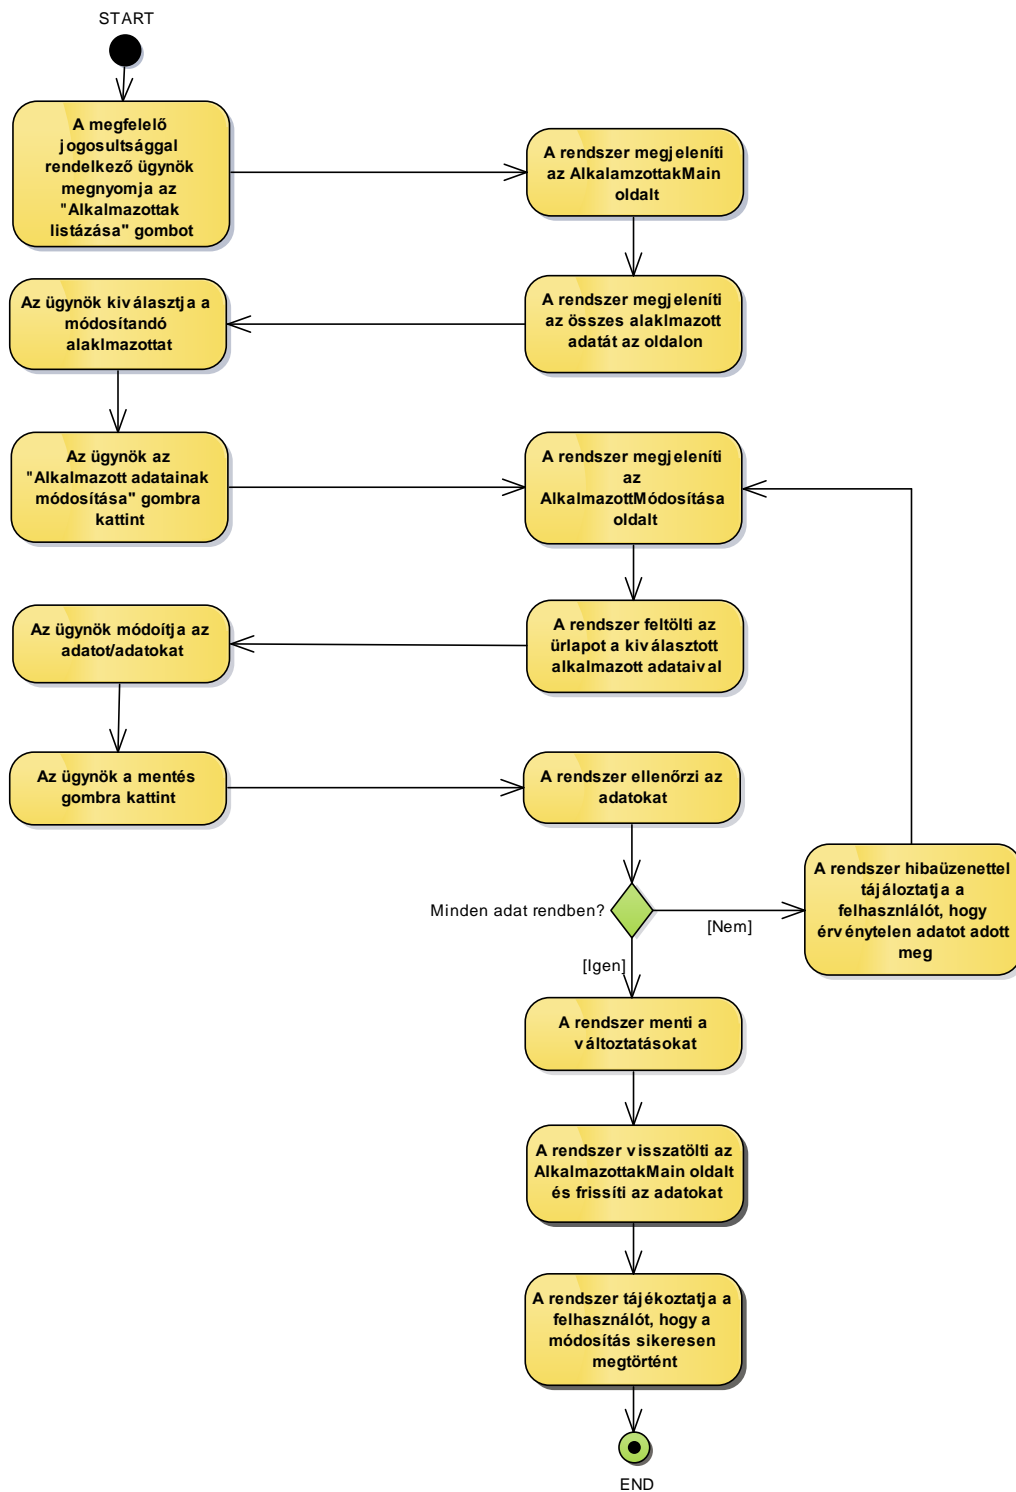 START
A megfelelő
jogosultsággal
rendelkező ügynök
megnyomja az
"Alkalmazottak
listázása" gombot
A rendszer megjeleníti
az AlkalamzottakMain
oldalt
A rendszer megjeleníti
az összes alaklmazott
adatát az oldalon
Az ügynök kiválasztja a
módosítandó
alaklmazottat
Az ügynök az
"Alkalmazott adatainak
módosítása" gombra
kattint
A rendszer megjeleníti
az
AlkalmazottMódosítása
oldalt
A rendszer feltölti az
ürlapot a kiválasztott
alkalmazott adataival
Az ügynök módoítja az
adatot/adatokat
Az ügynök a mentés
gombra kattint
A rendszer ellenőrzi az
adatokat
Minden adat rendben?
[Nem]
A rendszer hibaüzenettel
tájáloztatja a
felhasznlálót, hogy
érvénytelen adatot adott
meg
[Igen]
A rendszer menti a
változtatásokat
A rendszer visszatölti az
AlkalmazottakMain oldalt
és frissíti az adatokat
A rendszer tájékoztatja a
felhasználót, hogy a
módosítás sikeresen
megtörtént
END